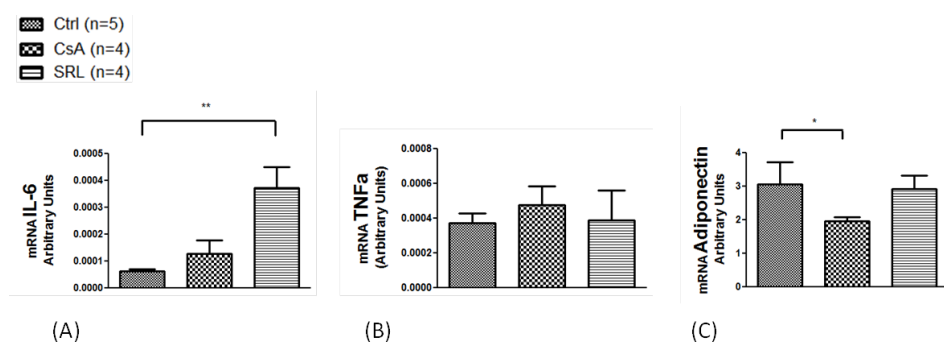 Ctrl (n=5)
CsA (n=4)
SRL (n=4)
**
mRNA IL-6
Arbitrary Units
0.0005
0.0004
0.0003
0.0002
0.0001
0.0000
(A)
mRNA TNFa
(Arbitrary Units)
0.0008
0.0006
0.0004
0.0002
0.0000
(B)
*
mRNA Adiponectin
Arbitrary Units
4
3
2
1
0
(C)